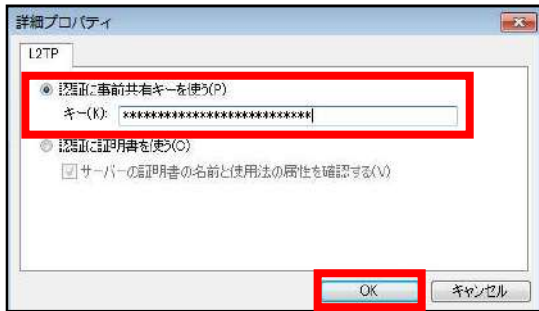 詳細プロパティ
L2TP
認証に事前共有キーを使う(P)
キー(K): ****************************
認証に証明書を使う(C)
サーバーの証明書の名前と使用法の属性を確認する(V)
OK キャンセル